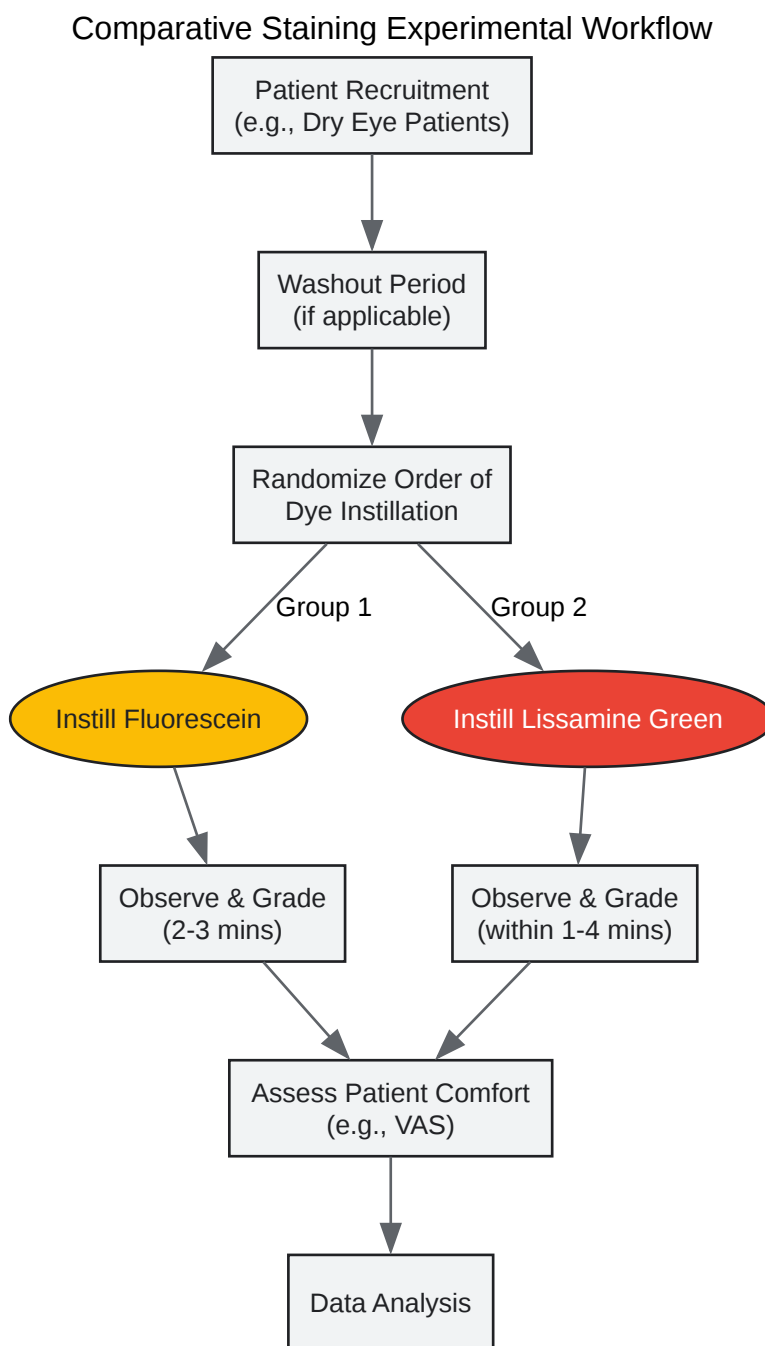 Comparative Staining Experimental Workflow
Patient Recruitment
(e.g., Dry Eye Patients)
Washout Period
(if applicable)
Randomize Order of
Dye Instillation
Group 1
Group 2
Instill Fluorescein
Instill Lissamine Green
Observe & Grade
(2-3 mins)
Observe & Grade
(within 1-4 mins)
Assess Patient Comfort
(e.g., VAS)
Data Analysis